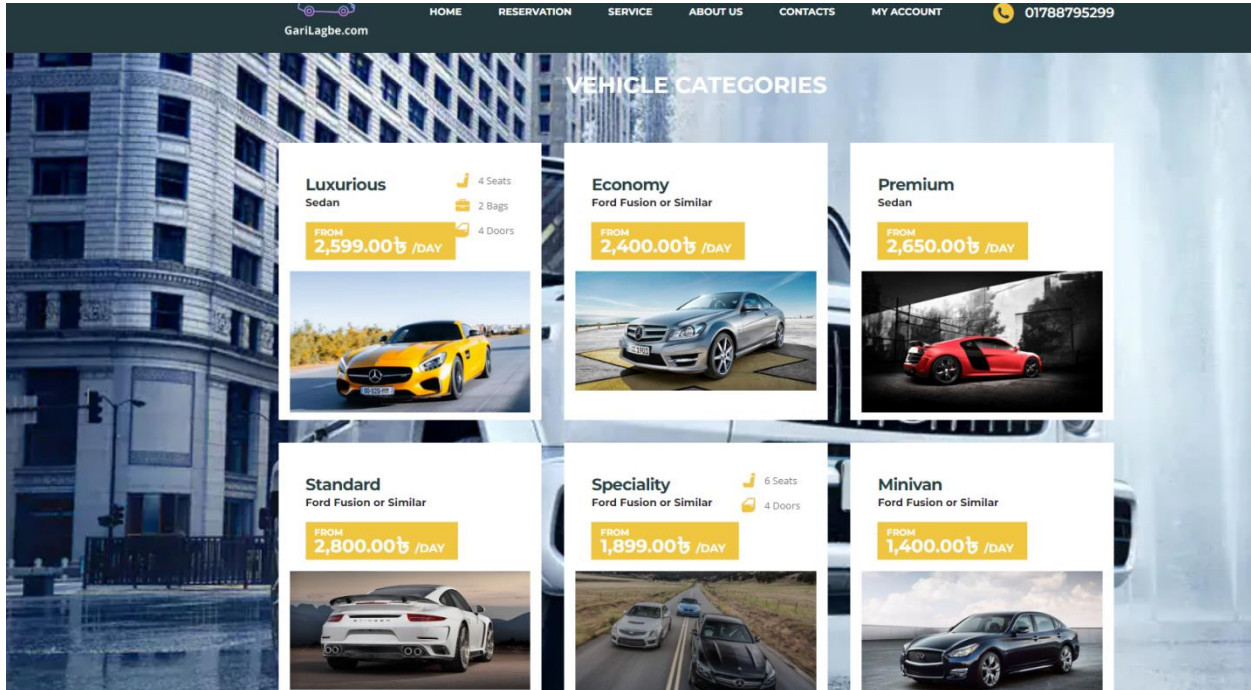 GariLagbe.com
HOME RESERVATION SERVICE ABOUT US CONTACTS MY ACCOUNT 01788795299
VEHICLE CATEGORIES
Luxurious
Sedan
4 Seats
2 Bags
4 Doors
FROM
2,599.00৳ /DAY
Economy
Ford Fusion or Similar
FROM
2,400.00৳ /DAY
Premium
Sedan
FROM
2,650.00৳ /DAY
Standard
Ford Fusion or Similar
FROM
2,800.00৳ /DAY
Speciality
Ford Fusion or Similar
6 Seats
4 Doors
FROM
1,899.00৳ /DAY
Minivan
Ford Fusion or Similar
FROM
1,400.00৳ /DAY